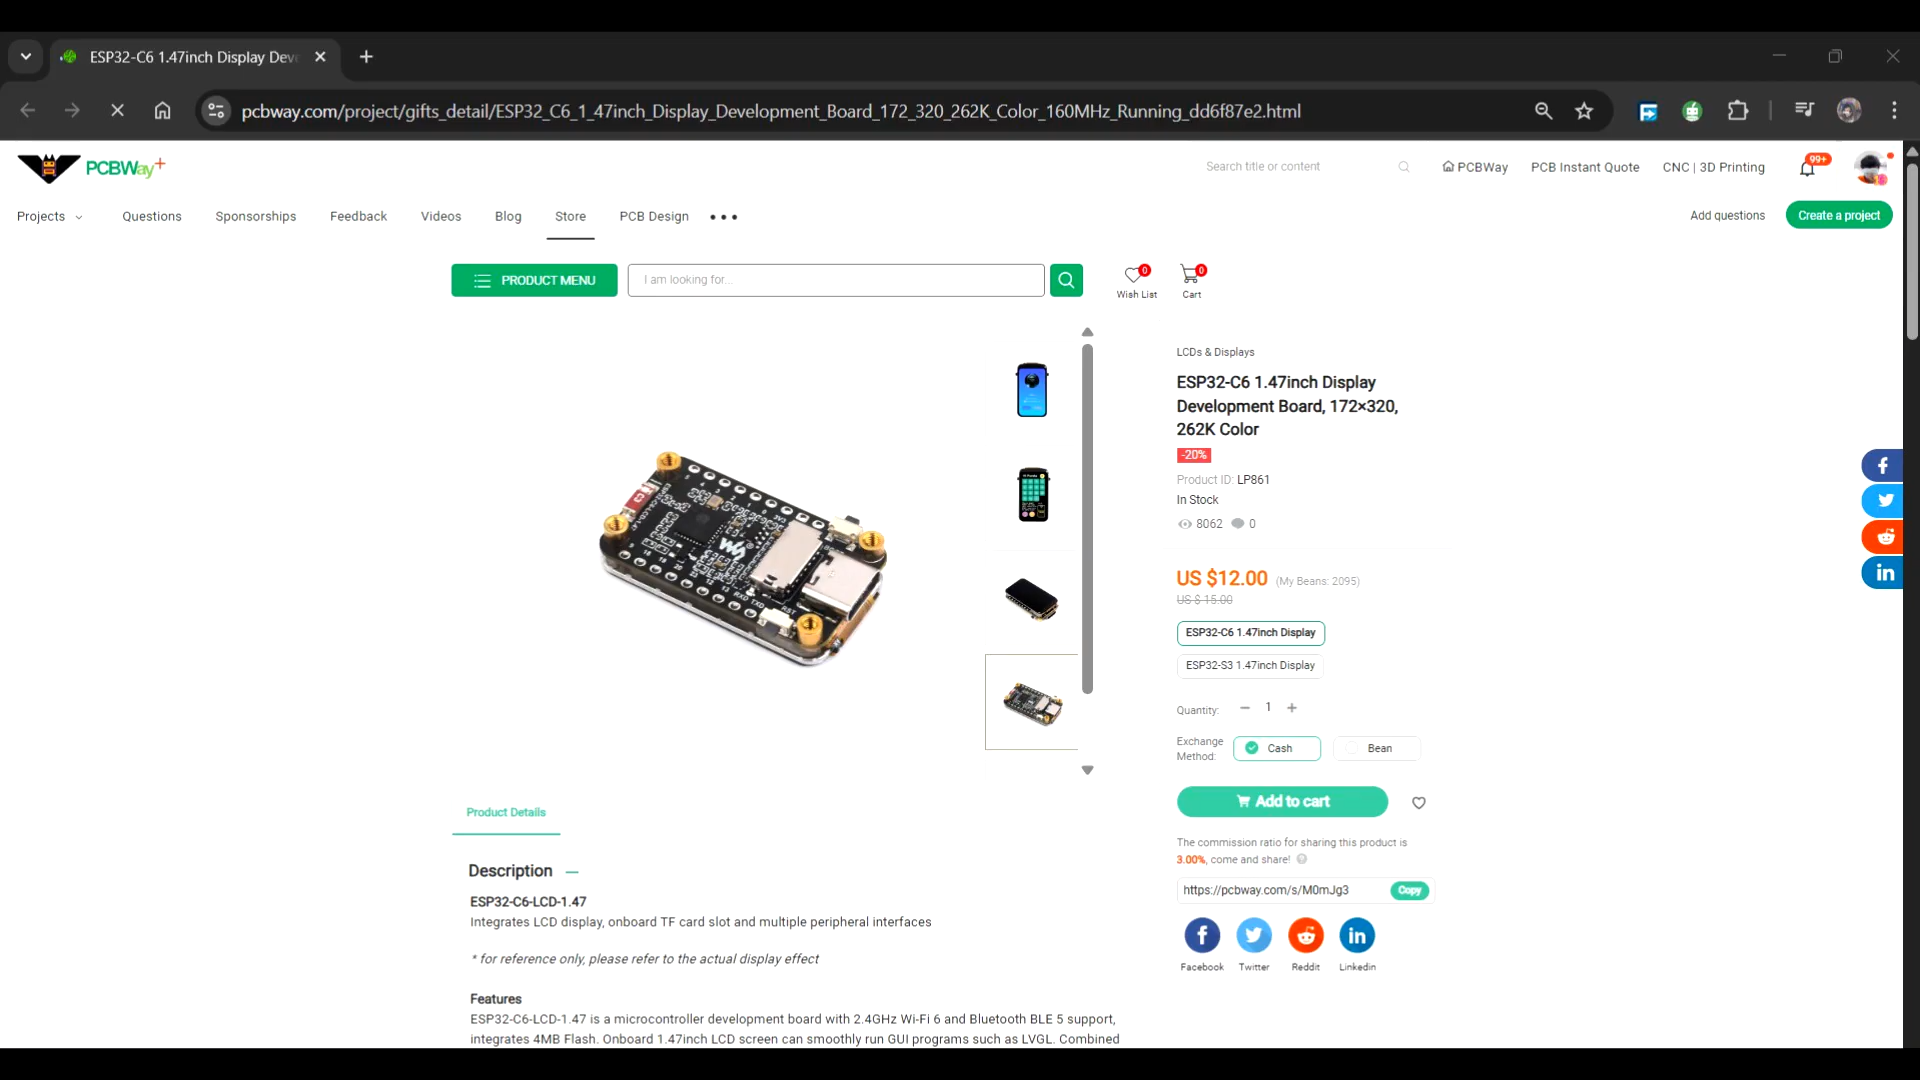 ESP32-C6 1.47inch Display Deve
pcbway.com/project/gifts_detail/ESP32_C6_1_47inch_Display_Development_Board_172_320_262K_Color_160MHz_Running_dd6f87e2.html
PCBWay+
Search title or content
PCBWay
PCB Instant Quote
CNC | 3D Printing
99+
Projects
Questions
Sponsorships
Feedback
Videos
Blog
Store
PCB Design
Add questions
Create a project
PRODUCT MENU
I am looking for...
0
Wish List
0
Cart
LCDs & Displays
ESP32-C6 1.47inch Display
Development Board, 172×320,
262K Color
-20%
Product ID: LP861
In Stock
8062
0
US $12.00 (My Beans: 2095)
US $ 15.00
ESP32-C6 1.47inch Display
ESP32-S3 1.47inch Display
Quantity:
1
Exchange
Method:
Cash
Bean
Add to cart
The commission ratio for sharing this product is
3.00%, come and share!
https://pcbway.com/s/M0mJg3
Copy
Facebook
Twitter
Reddit
Linkedin
Product Details
Description
ESP32-C6-LCD-1.47
Integrates LCD display, onboard TF card slot and multiple peripheral interfaces
* for reference only, please refer to the actual display effect
Features
ESP32-C6-LCD-1.47 is a microcontroller development board with 2.4GHz Wi-Fi 6 and Bluetooth BLE 5 support,
integrates 4MB Flash. Onboard 1.47inch LCD screen can smoothly run GUI programs such as LVGL. Combined
ESP32-C6-LCD-1.47
3V3
RXD TXD
RST